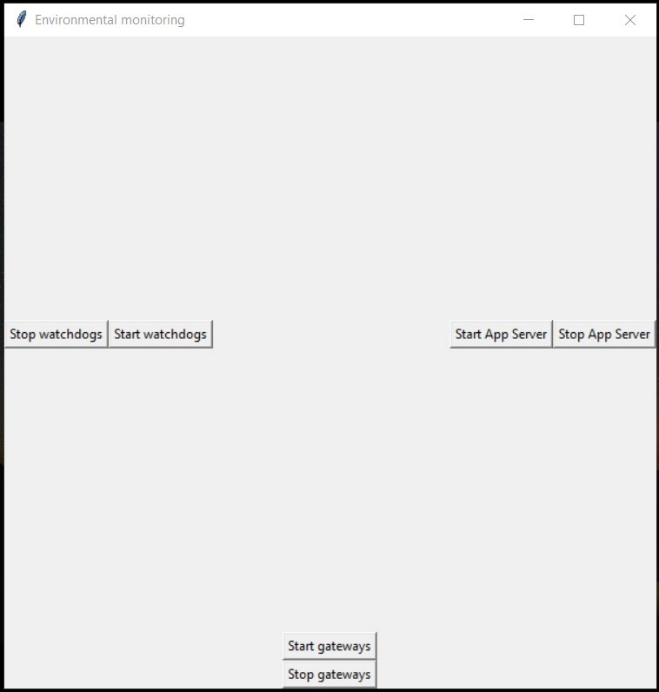 Environmental monitoring
Stop watchdogs Start watchdogs Start App Server Stop App Server
Start gateways
Stop gateways